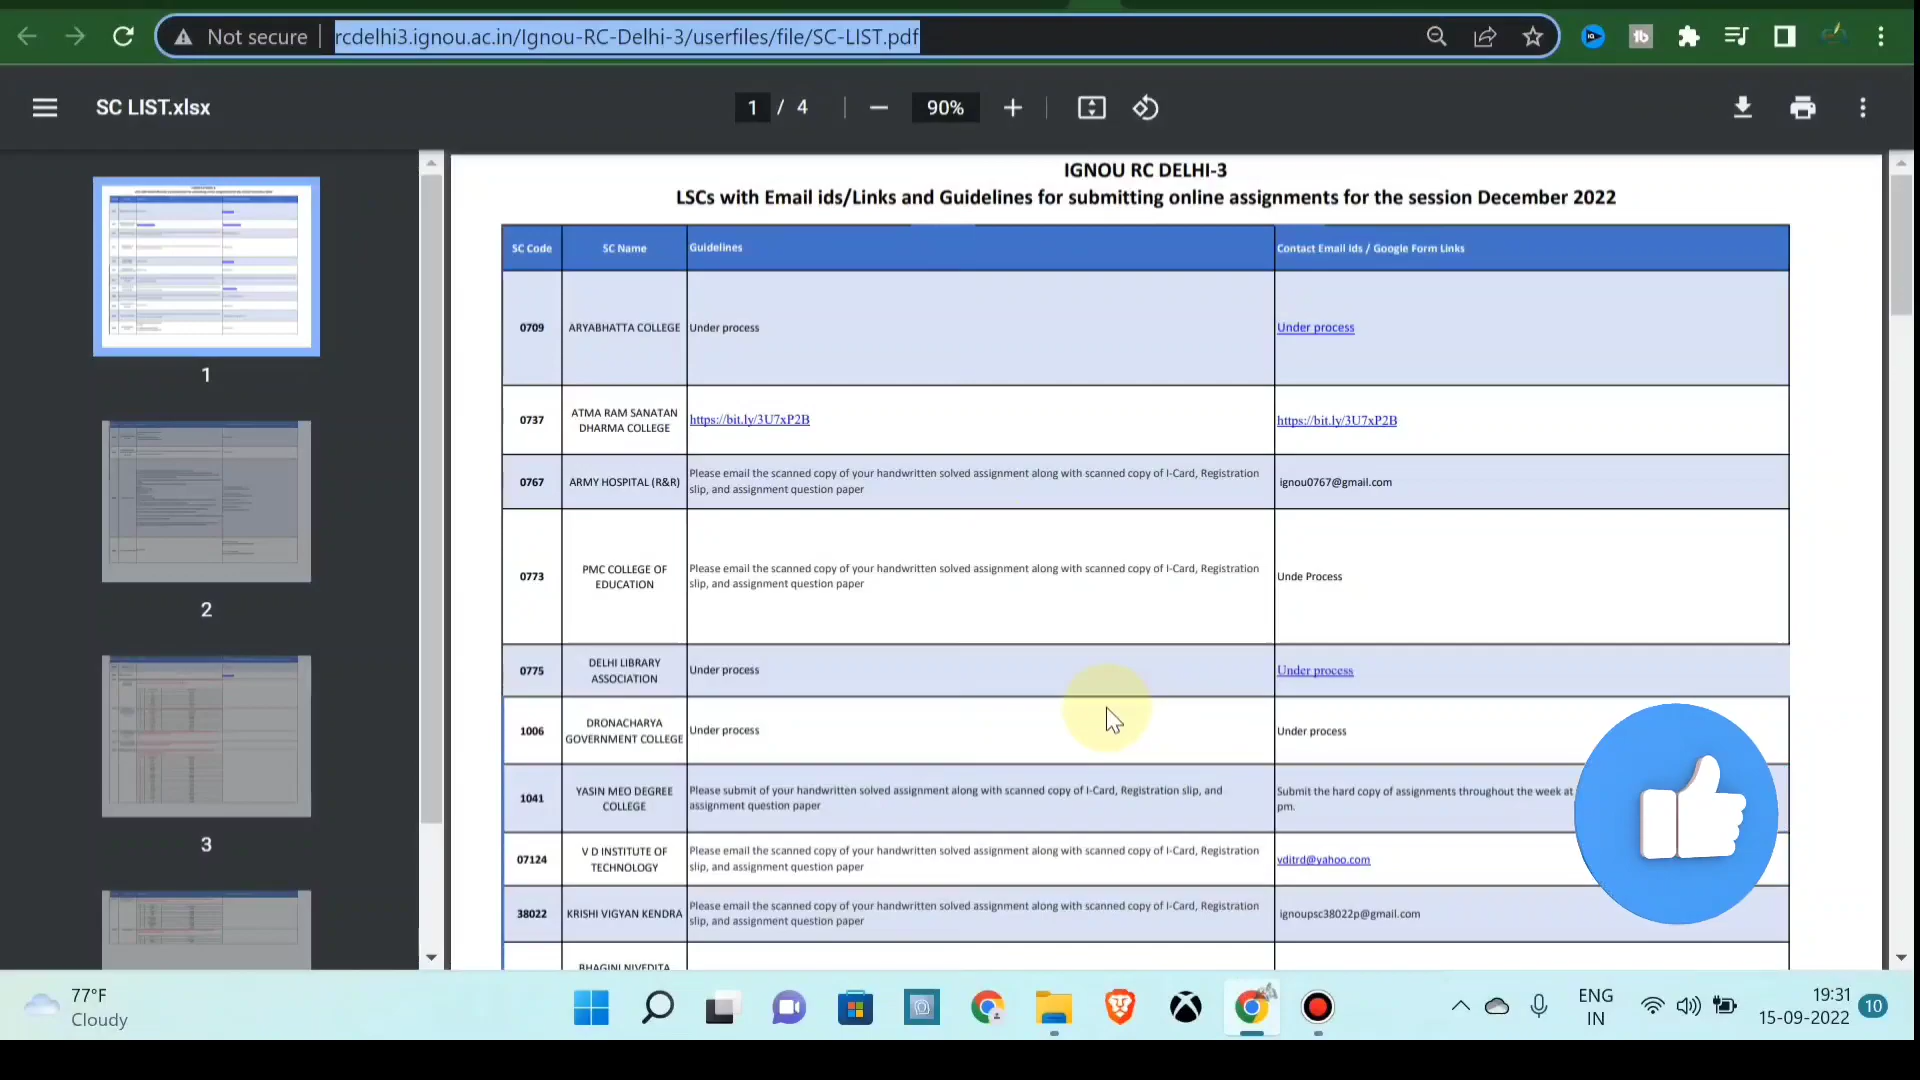 Not secure
rcdelhi3.ignou.ac.in/Ignou-RC-Delhi-3/userfiles/file/SC-LIST.pdf
SC LIST.xlsx
1 / 4
90%
IGNOU RC DELHI-3
LSCs with Email ids/Links and Guidelines for submitting online assignments for the session December 2022
SC Code
SC Name
Guidelines
Contact Email Ids / Google Form Links
0709
ARYABHATTA COLLEGE
Under process
Under process
0737
ATMA RAM SANATAN
DHARMA COLLEGE
https://bit.ly/3U7xP2B
https://bit.ly/3U7xP2B
0767
ARMY HOSPITAL (R&R)
Please email the scanned copy of your handwritten solved assignment along with scanned copy of I-Card, Registration
slip, and assignment question paper
ignou0767@gmail.com
0773
PMC COLLEGE OF
EDUCATION
Please email the scanned copy of your handwritten solved assignment along with scanned copy of I-Card, Registration
slip, and assignment question paper
Unde Process
0775
DELHI LIBRARY
ASSOCIATION
Under process
Under process
1006
DRONACHARYA
GOVERNMENT COLLEGE
Under process
Under process
1041
YASIN MEO DEGREE
COLLEGE
Please submit of your handwritten solved assignment along with scanned copy of I-Card, Registration slip, and
assignment question paper
Submit the hard copy of assignments throughout the week at
pm.
07124
V D INSTITUTE OF
TECHNOLOGY
Please email the scanned copy of your handwritten solved assignment along with scanned copy of I-Card, Registration
slip, and assignment question paper
vditrd@yahoo.com
38022
KRISHI VIGYAN KENDRA
Please email the scanned copy of your handwritten solved assignment along with scanned copy of I-Card, Registration
slip, and assignment question paper
ignoupsc38022p@gmail.com
BHAGINI NIVEDITA
1
2
3
77°F
Cloudy
ENG
IN
19:31
15-09-2022
10